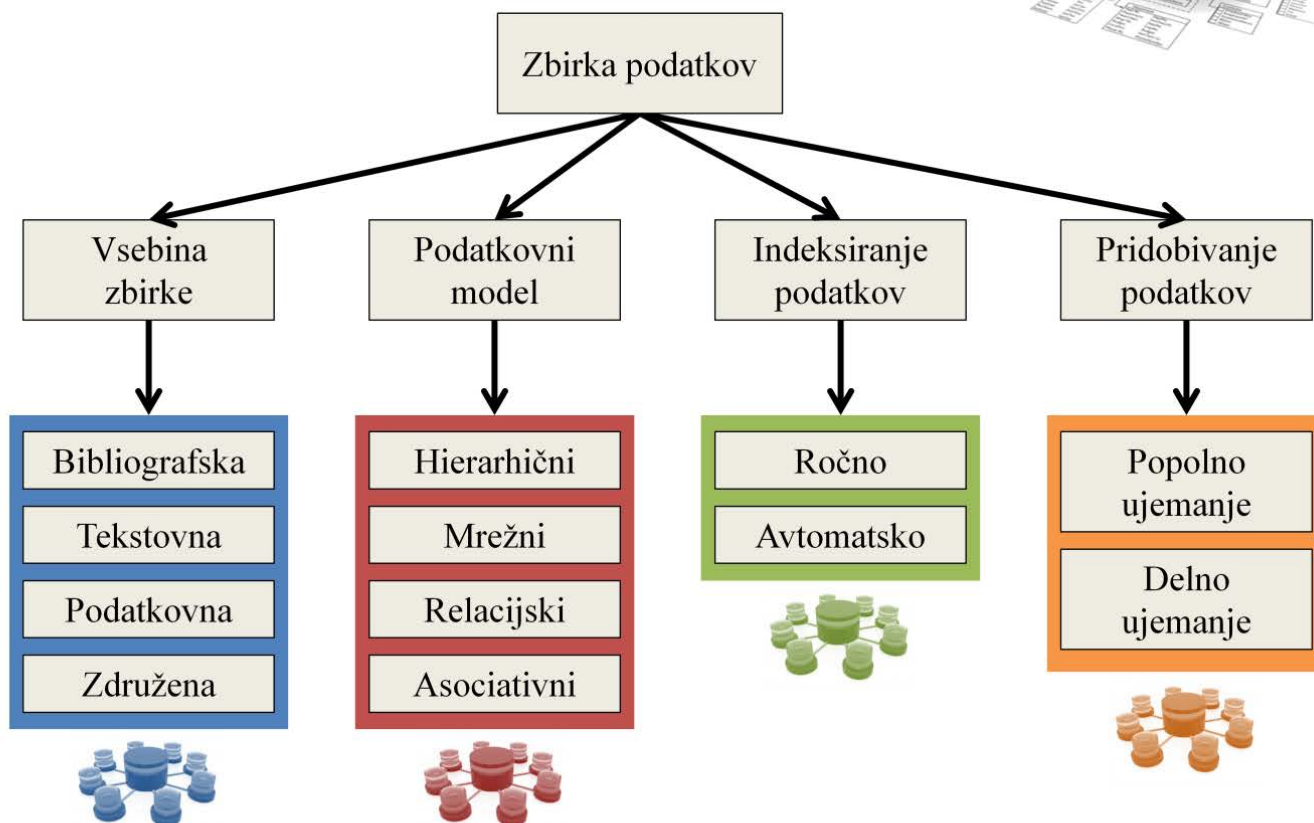 Zbirka podatkov
Vsebina
zbirke
Podatkovni
model
Indeksiranje
podatkov
Pridobivanje
podatkov
Bibliografska
Tekstovna
Podatkovna
Združena
Hierarhični
Mrežni
Relacijski
Asociativni
Ročno
Avtomatsko
Popolno
ujemanje
Delno
ujemanje